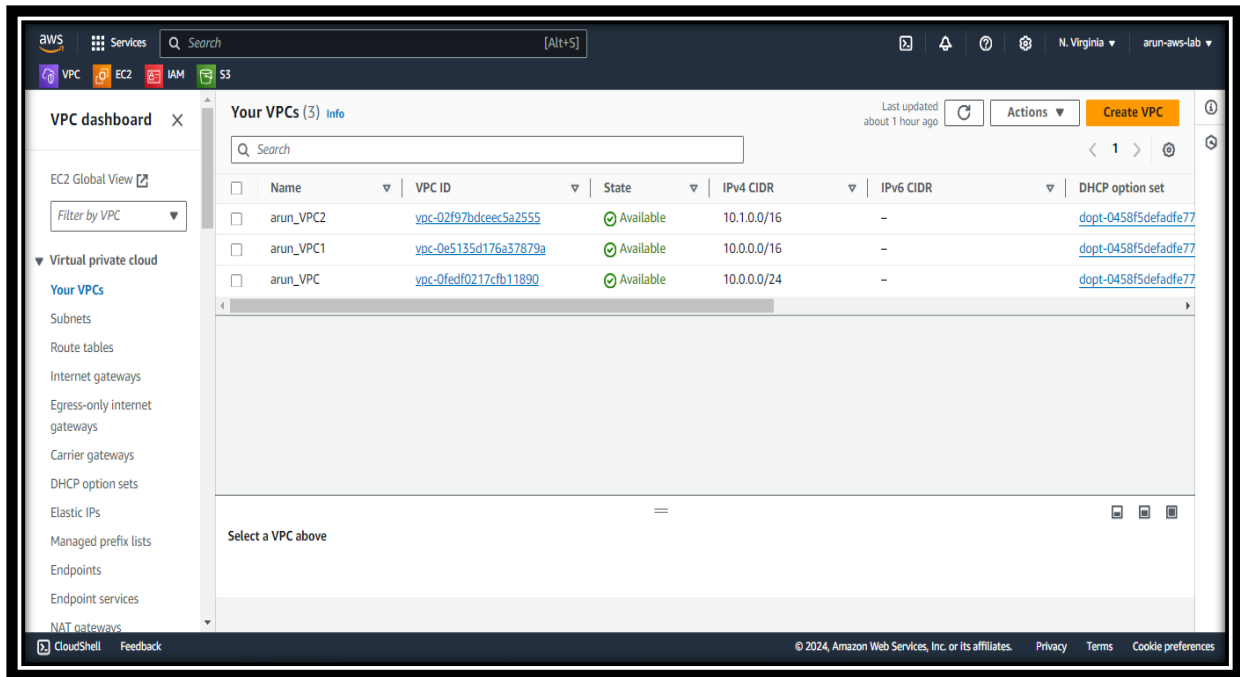 aws Services Search [Alt+S] N. Virginia arun-aws-lab
VPC EC2 IAM S3
VPC dashboard
EC2 Global View
Filter by VPC
Virtual private cloud
Your VPCs
Subnets
Route tables
Internet gateways
Egress-only internet
gateways
Carrier gateways
DHCP option sets
Elastic IPs
Managed prefix lists
Endpoints
Endpoint services
NAT gateways
Your VPCs (3) Info
Last updated
about 1 hour ago
Actions
Create VPC
Search
1
Name VPC ID State IPv4 CIDR IPv6 CIDR DHCP option set
arun_VPC2 vpc-02f97bdceec5a2555 Available 10.1.0.0/16 – dopt-0458f5defadfe77
arun_VPC1 vpc-0e5135d176a37879a Available 10.0.0.0/16 – dopt-0458f5defadfe77
arun_VPC vpc-0fedf0217cfb11890 Available 10.0.0.0/24 – dopt-0458f5defadfe77
Select a VPC above
CloudShell Feedback © 2024, Amazon Web Services, Inc. or its affiliates. Privacy Terms Cookie preferences